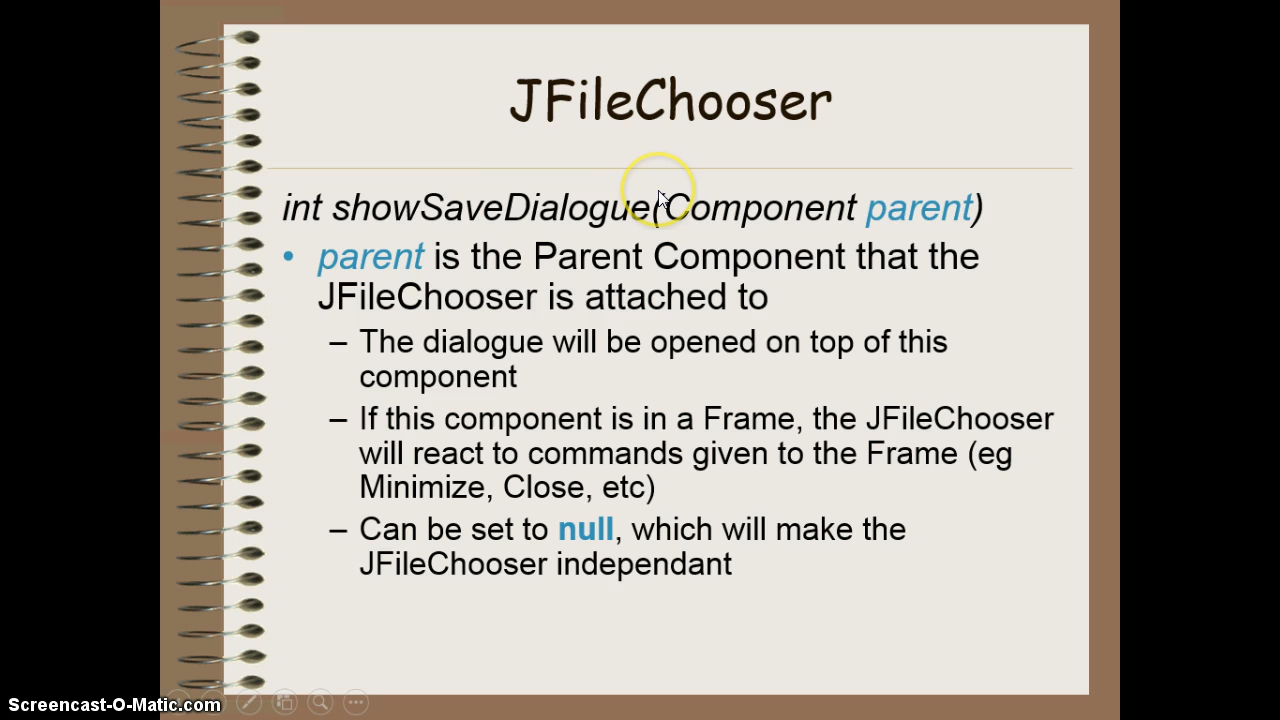 JFileChooser
int showSaveDialogue(Component parent)
• parent is the Parent Component that the
JFileChooser is attached to
– The dialogue will be opened on top of this
component
– If this component is in a Frame, the JFileChooser
will react to commands given to the Frame (eg
Minimize, Close, etc)
– Can be set to null, which will make the
JFileChooser independant
Screencast-O-Matic.com